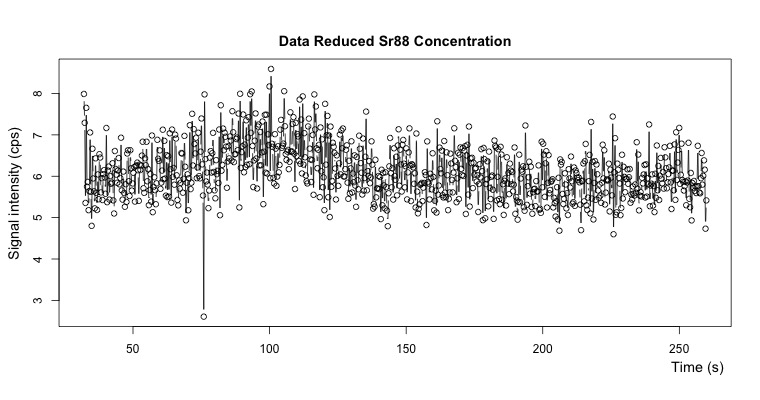 Data Reduced Sr88 Concentration
Signal intensity (cps)
8
7
6
5
4
3
50 100 150 200 250
Time (s)